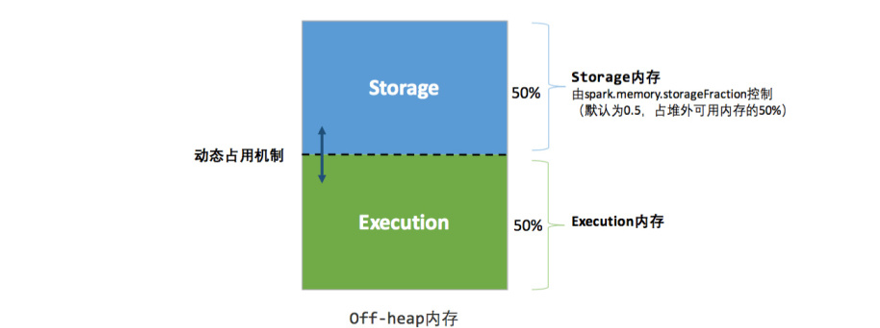 Storage
50%
Storage内存
由spark.memory.storageFraction控制
（默认为0.5，占堆外可用内存的50%）
动态占用机制
Execution
50%
Execution内存
Off-heap内存